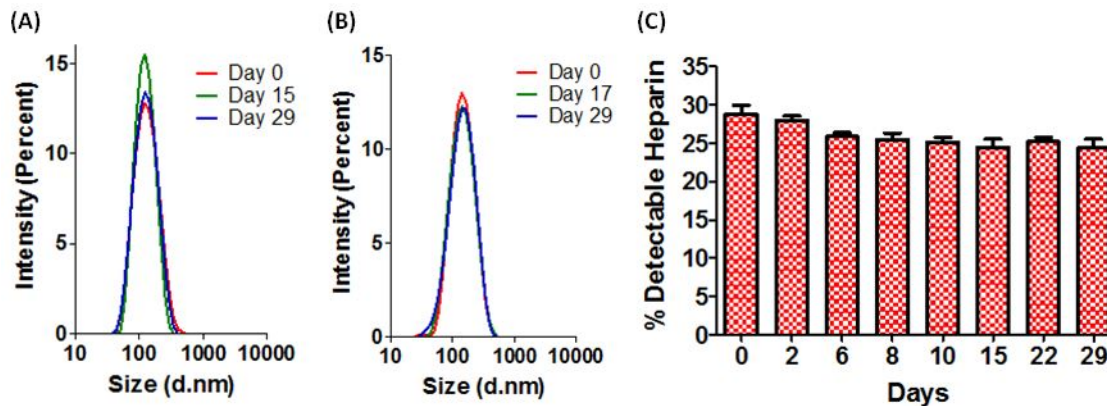 (A)
Intensity (Percent)
15
10
5
0
10 100 1000 10000
Size (d.nm)
Day 0
Day 15
Day 29
(B)
Intensity (Percent)
15
10
5
0
10 100 1000 10000
Size (d.nm)
Day 0
Day 17
Day 29
(C)
% Detectable Heparin
35
30
25
20
15
10
5
0
0 2 6 8 10 15 22 29
Days